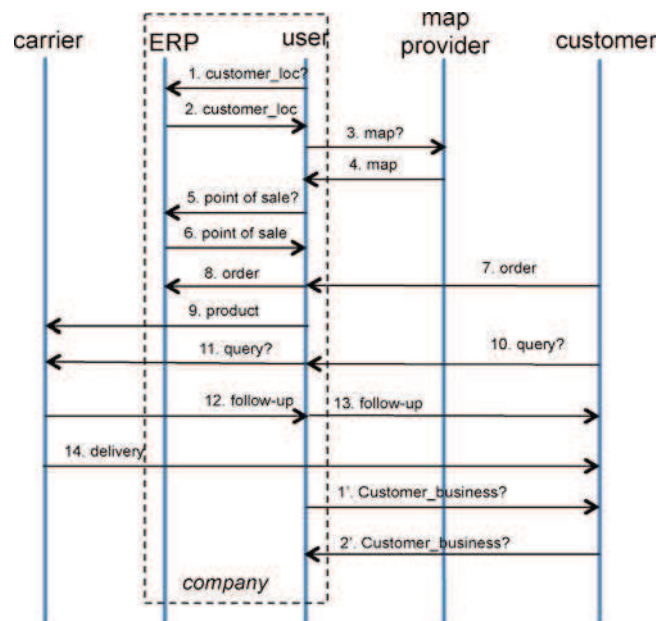 carrier
ERP
user
map
provider
customer
1. customer_loc?
2. customer_loc
3. map?
4. map
5. point of sale?
6. point of sale
7. order
8. order
9. product
10. query?
11. query?
12. follow-up
13. follow-up
14. delivery
1'. Customer_business?
2'. Customer_business?
company